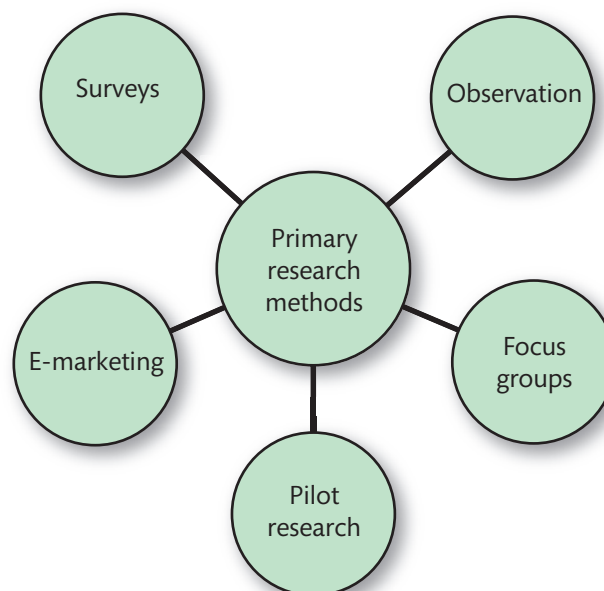 Surveys
Observation
Primary
research
methods
E-marketing
Focus
groups
Pilot
research